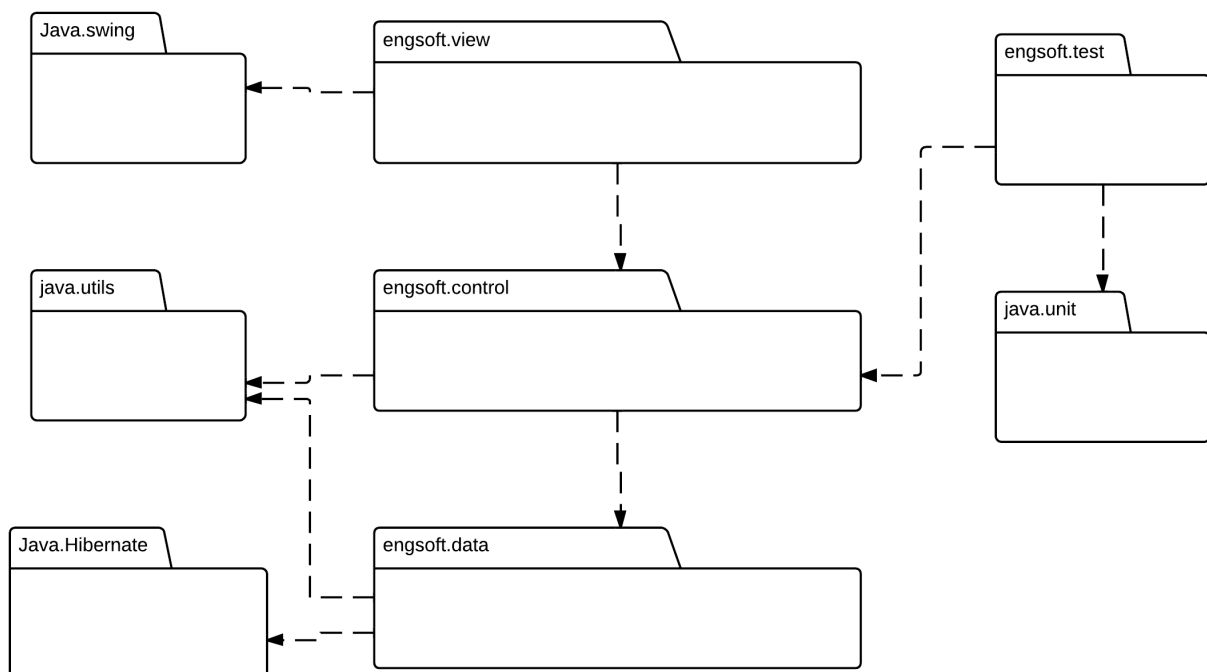 Java.swing
engsoft.view
engsoft.test
java.utils
engsoft.control
java.unit
Java.Hibernate
engsoft.data